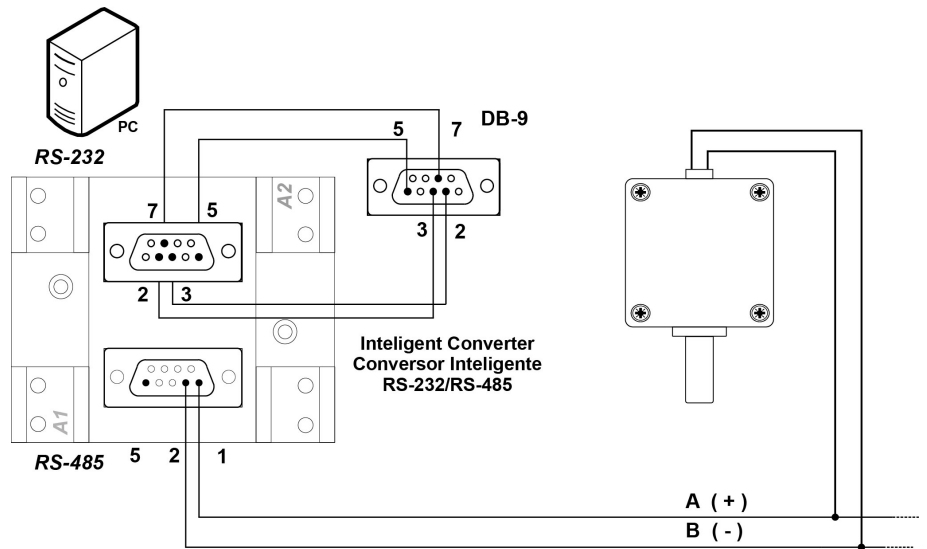 PC
RS-232
DB-9
5 7
A2
7 5
3 2
2 3
Inteligent Converter
Conversor Inteligente
RS-232/RS-485
A1
RS-485
5 2 1
A (+)
B (-)